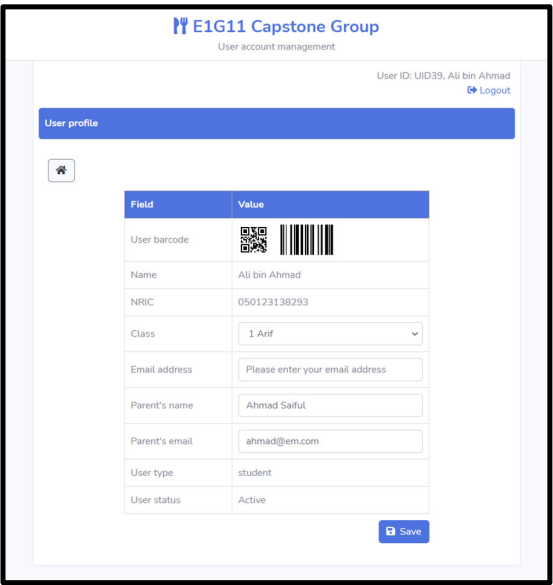 E1G11 Capstone Group
User account management
User ID: UID39, Ali bin Ahmad
Logout
User profile
Field Value
User barcode
Name Ali bin Ahmad
NRIC 050123138293
Class 1 Arif
Email address Please enter your email address
Parent's name Ahmad Saiful
Parent's email ahmad@em.com
User type student
User status Active
Save